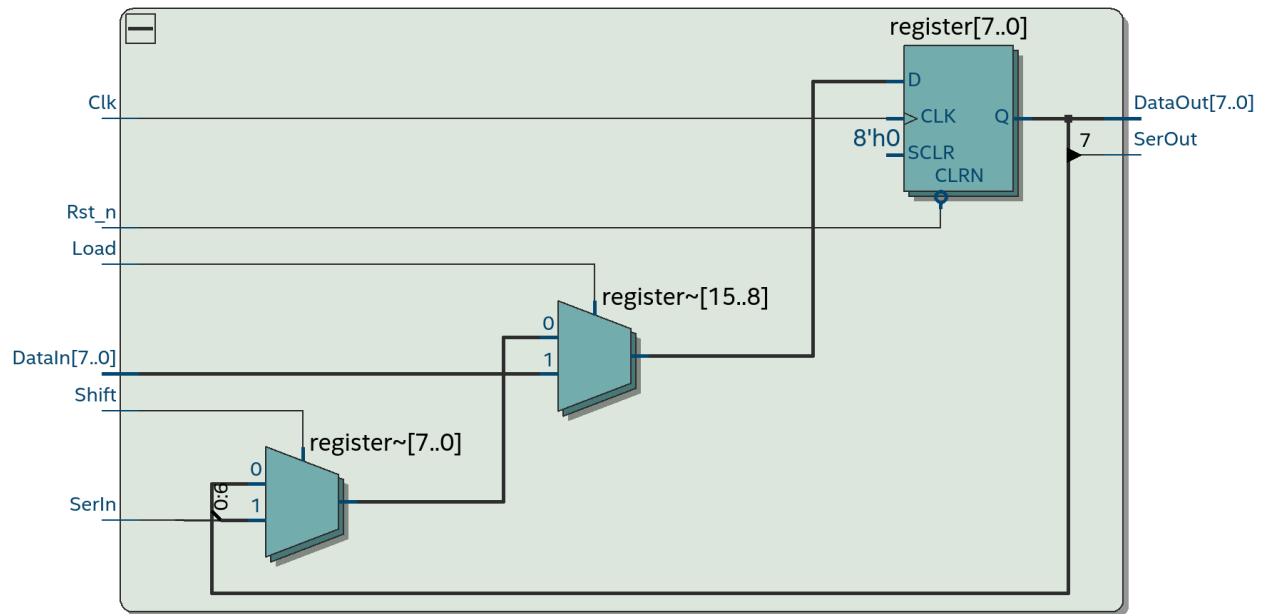 register[7..0]
D
Clk
CLK
Q
DataOut[7..0]
8'h0
SCLR
7
SerOut
CLRN
Rst_n
Load
register~[15..8]
0
DataIn[7..0]
1
Shift
register~[7..0]
0
0:6
SerIn
1